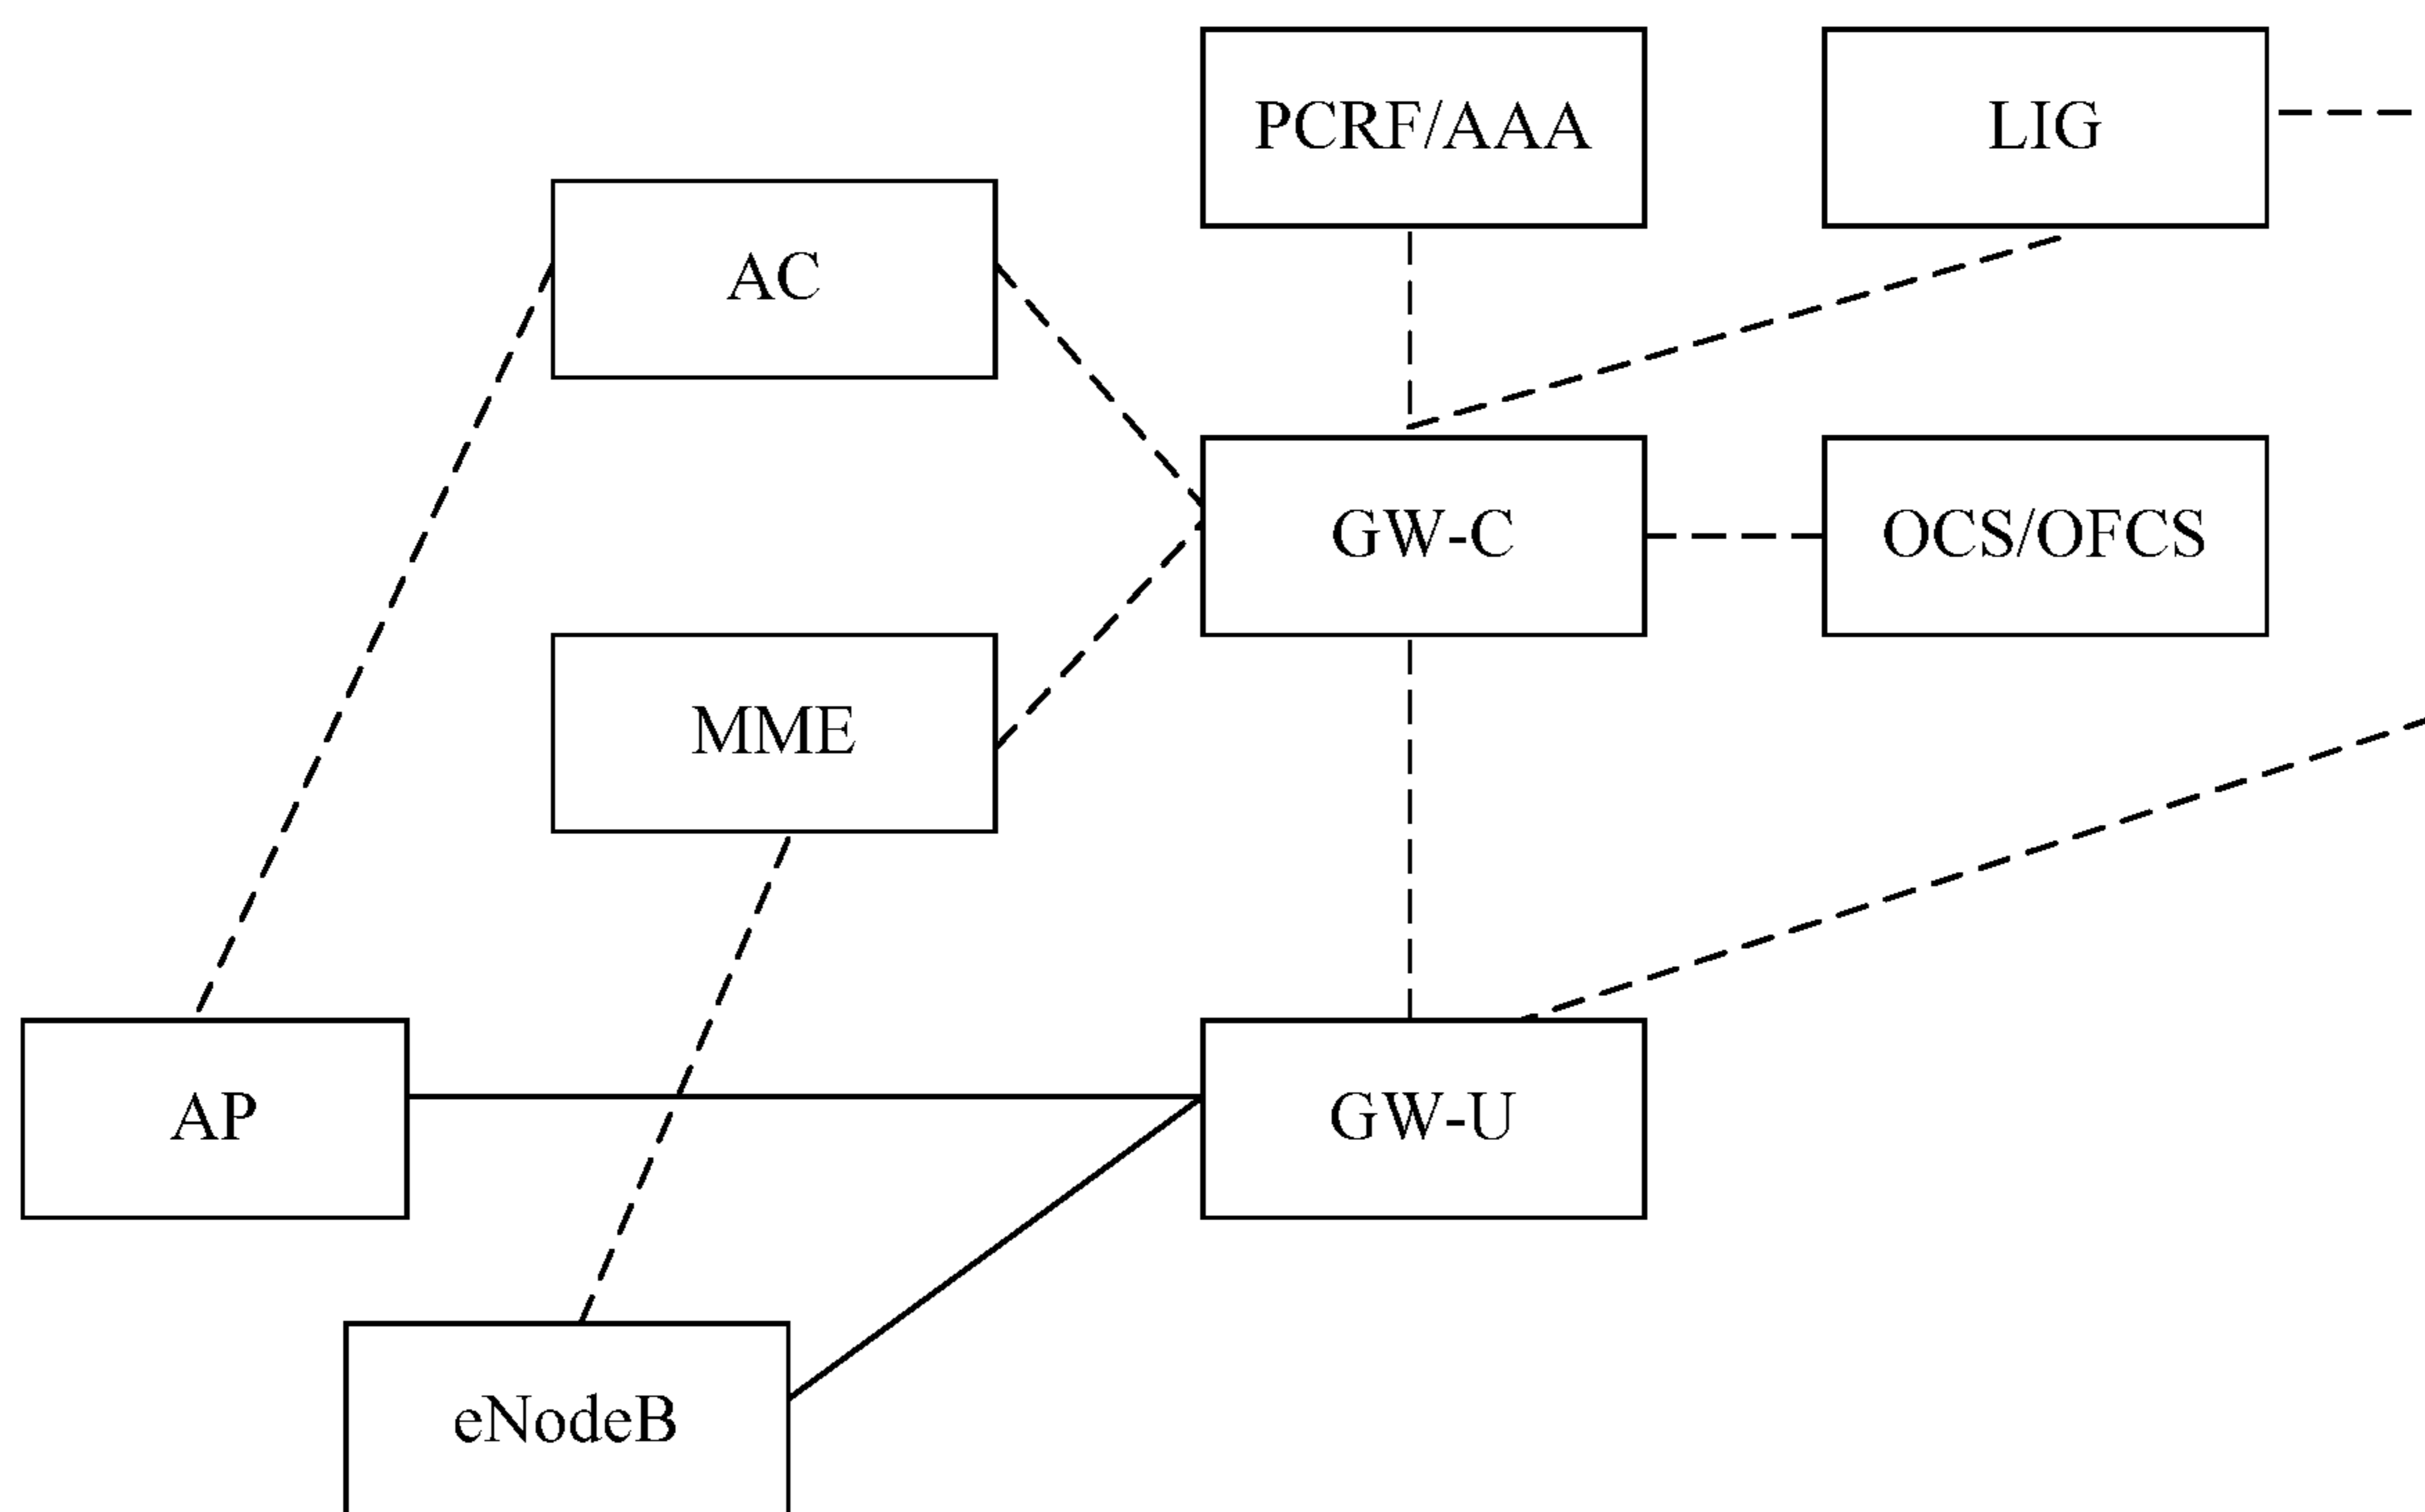 PCRF/AAA
LIG
AC
GW-C
OCS/OFCS
MME
AP
GW-U
eNodeB